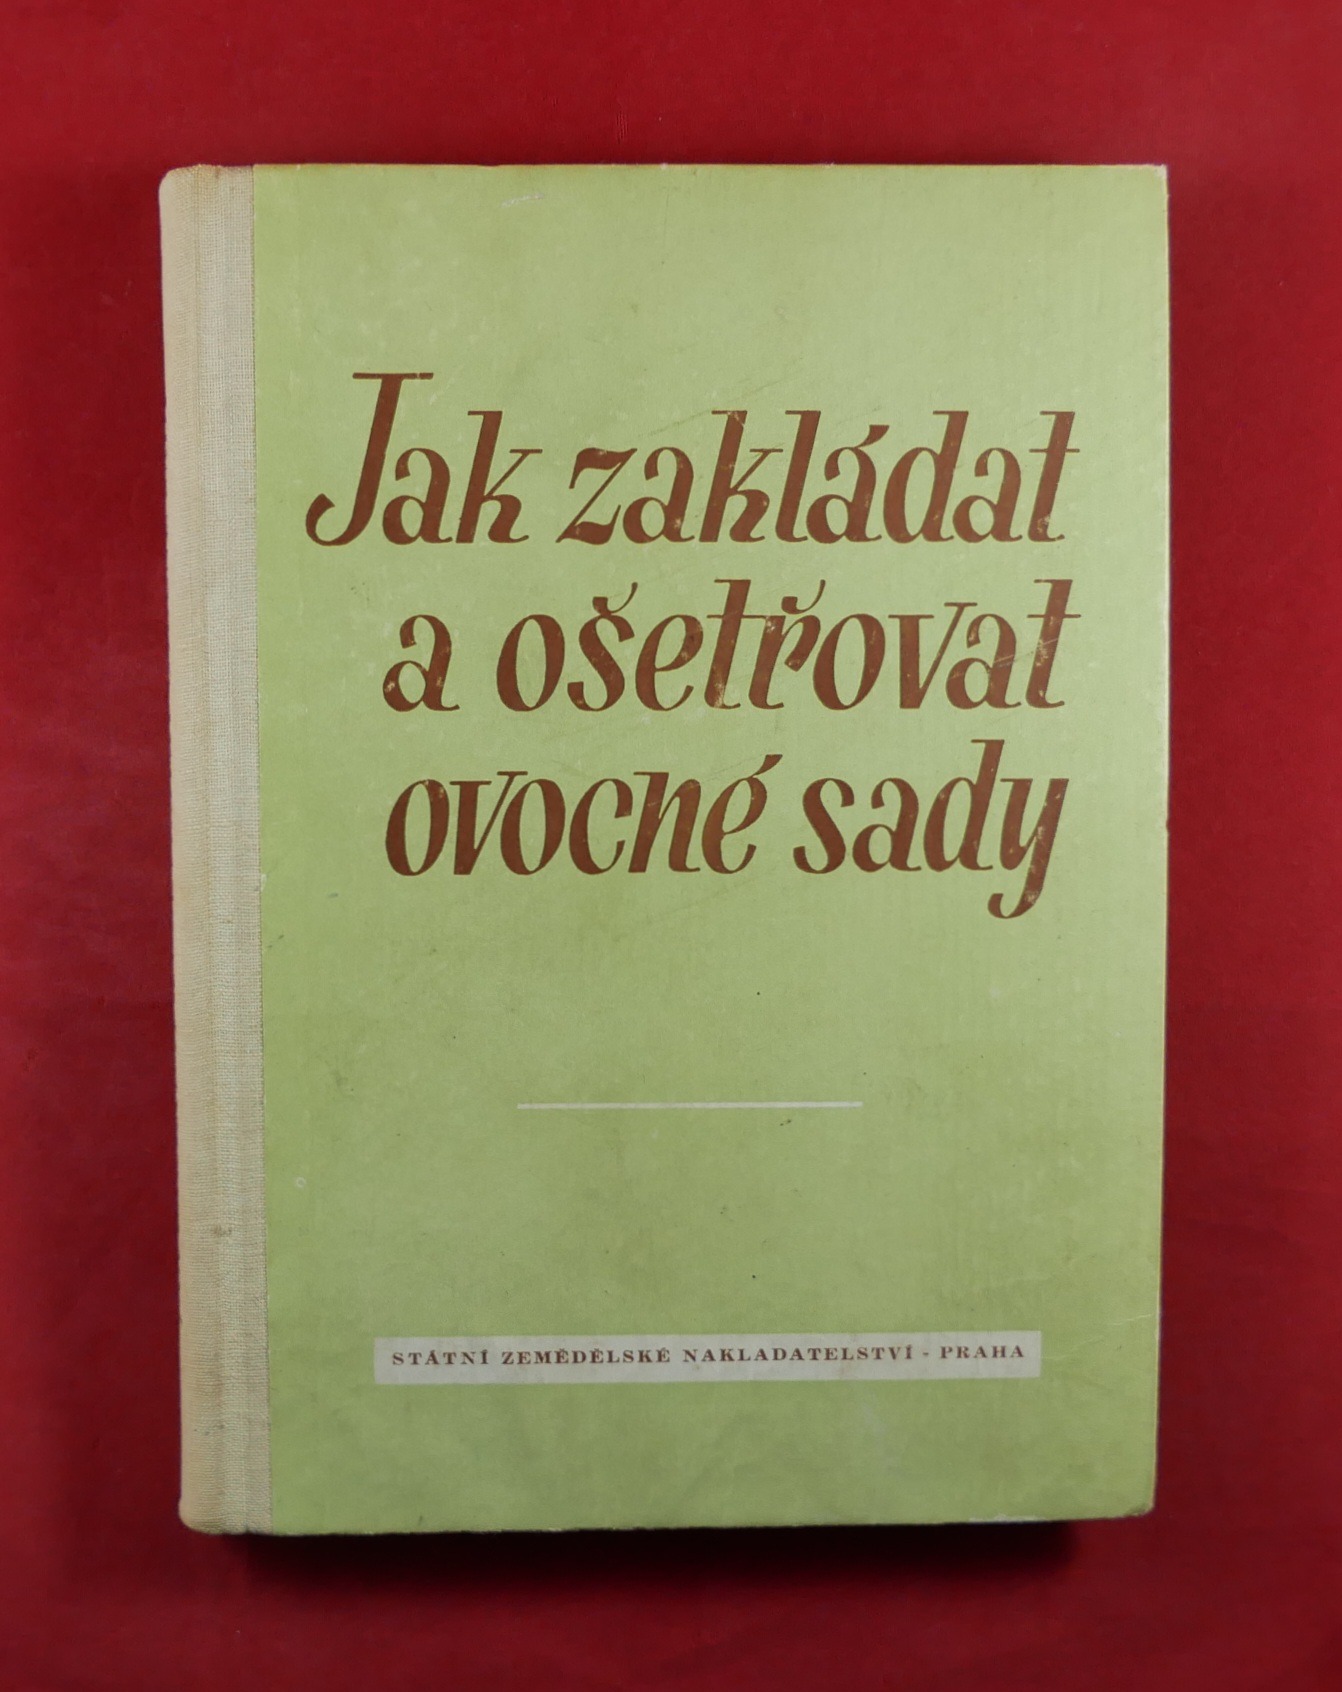 Jak zakládat
a ošetřovat
ovocné sady
STÁTNÍ ZEMĚDĚLSKÉ NAKLADATELSTVÍ - PRAHA